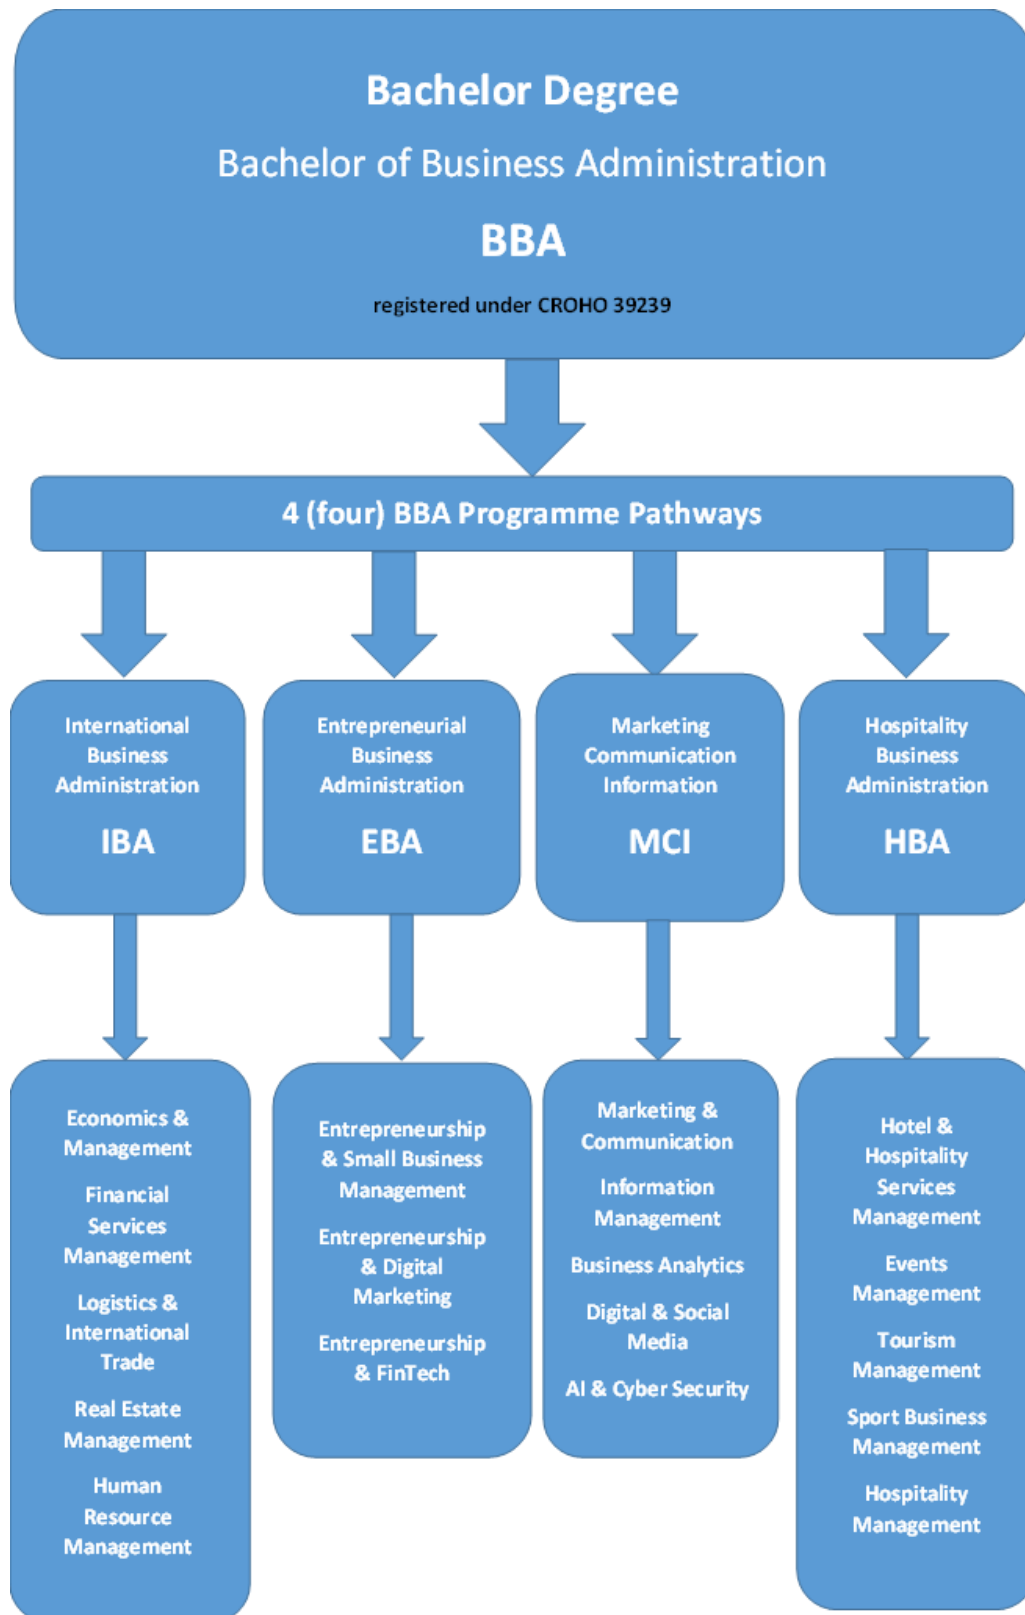 Bachelor Degree
Bachelor of Business Administration
BBA
registered under CROHO 39239
4 (four) BBA Programme Pathways
International
Business
Administration
IBA
Entrepreneurial
Business
Administration
EBA
Marketing
Communication
Information
MCI
Hospitality
Business
Administration
HBA
Economics &
Management
Financial
Services
Management
Logistics &
International
Trade
Real Estate
Management
Human
Resource
Management
Entrepreneurship
& Small Business
Management
Entrepreneurship
& Digital
Marketing
Entrepreneurship
& FinTech
Marketing &
Communication
Information
Management
Business Analytics
Digital & Social
Media
AI & Cyber Security
Hotel &
Hospitality
Services
Management
Events
Management
Tourism
Management
Sport Business
Management
Hospitality
Management